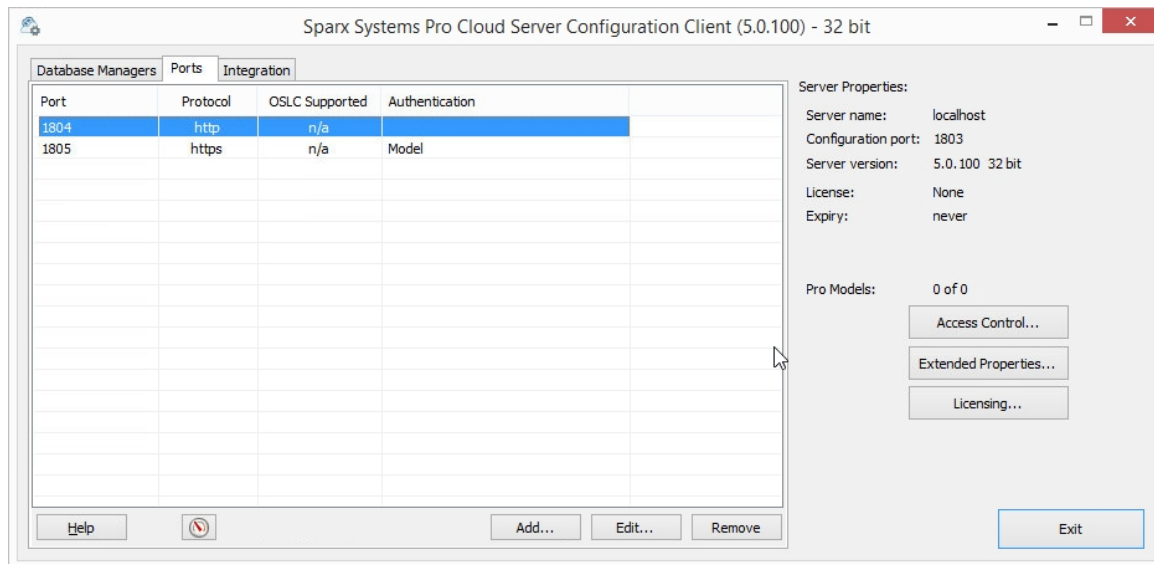 Sparx Systems Pro Cloud Server Configuration Client (5.0.100) - 32 bit
Database Managers Ports Integration
Port Protocol OSLC Supported Authentication
1804 http n/a
1805 https n/a Model
Help Add... Edit... Remove
Server Properties:
Server name: localhost
Configuration port: 1803
Server version: 5.0.100 32 bit
License: None
Expiry: never
Pro Models: 0 of 0
Access Control...
Extended Properties...
Licensing...
Exit